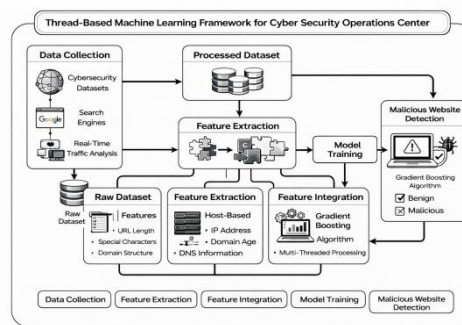 Thread-Based Machine Learning Framework for Cyber Security Operations Center
Data Collection
Cybersecurity
Datasets
Google
Search
Engines
Real-Time
Traffic Analysis
Raw
Dataset
Processed Dataset
Feature Extraction
Model
Training
Malicious Website
Detection
Gradient Boosting
Algorithm
Benign
Malicious
Raw Dataset
Features
• URL Length
• Special Characters
• Domain Structure
Feature Extraction
Host-Based
• IP Address
• Domain Age
• DNS Information
Feature Integration
Gradient
Boosting
Algorithm
• Multi-Threaded Processing
Data Collection
Feature Extraction
Feature Integration
Model Training
Malicious Website
Detection